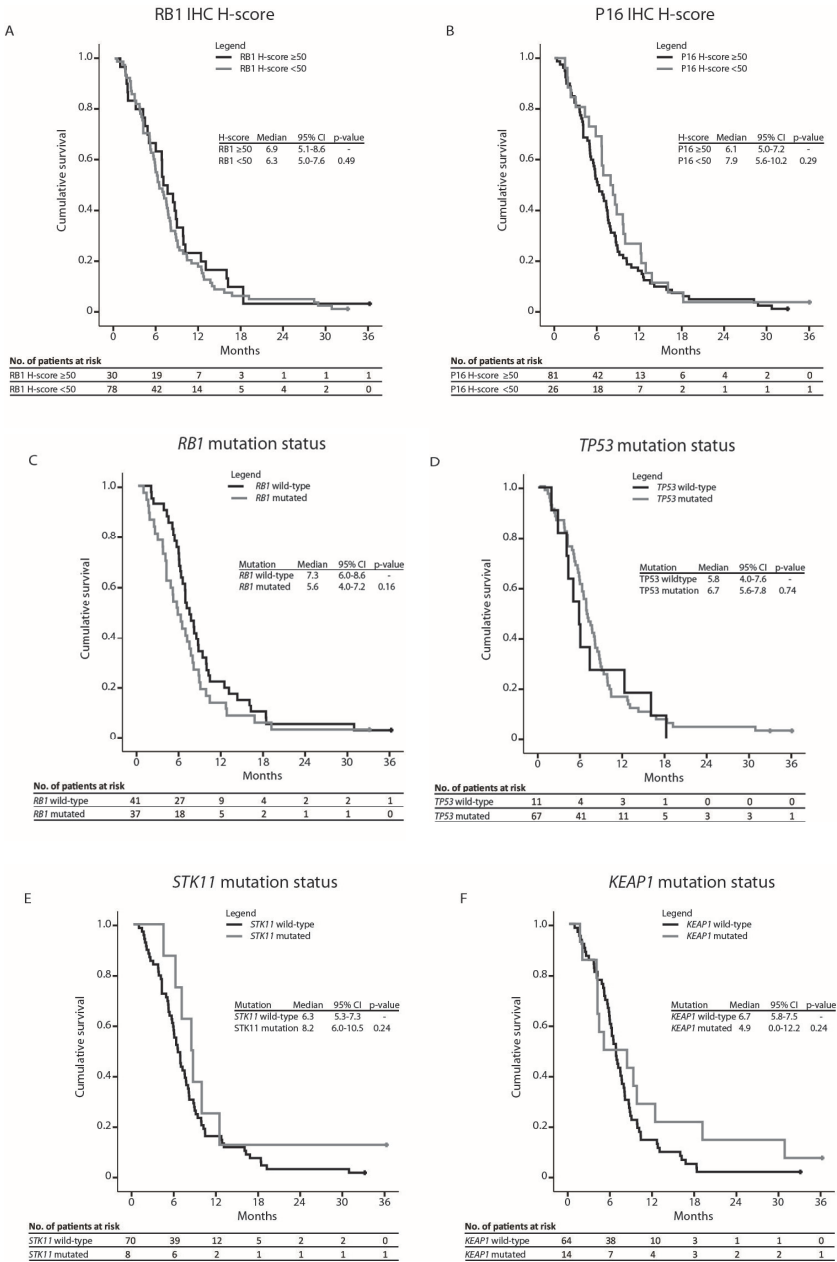 RB1 IHC H-score
A
Legend
RB1 H-score ≥50
RB1 H-score <50
H-score Median 95% CI p-value
RB1 ≥50 6.9 5.1-8.6 -
RB1 <50 6.3 5.0-7.6 0.49
Cumulative survival
1.0
0.8
0.6
0.4
0.2
0
0 6 12 18 24 30 36
Months
No. of patients at risk
RB1 H-score ≥50 30 19 7 3 1 1 1
RB1 H-score <50 78 42 14 5 4 2 0
P16 IHC H-score
B
Legend
P16 H-score ≥50
P16 H-score <50
H-score Median 95% CI p-value
P16 ≥50 6.1 5.0-7.2 -
P16 <50 7.9 5.6-10.2 0.29
Cumulative survival
1.0
0.8
0.6
0.4
0.2
0
0 6 12 18 24 30 36
Months
No. of patients at risk
P16 H-score ≥50 81 42 13 6 4 2 0
P16 H-score <50 26 18 7 2 1 1 1
RB1 mutation status
C
Legend
RB1 wild-type
RB1 mutated
Mutation Median 95% CI p-value
RB1 wild-type 7.3 6.0-8.6 -
RB1 mutated 5.6 4.0-7.2 0.16
Cumulative survival
1.0
0.8
0.6
0.4
0.2
0
0 6 12 18 24 30 36
Months
No. of patients at risk
RB1 wild-type 41 27 9 4 2 2 1
RB1 mutated 37 18 5 2 1 1 0
TP53 mutation status
D
Legend
TP53 wild-type
TP53 mutated
Mutation Median 95% CI p-value
TP53 wildtype 5.8 4.0-7.6 -
TP53 mutation 6.7 5.6-7.8 0.74
Cumulative survival
1.0
0.8
0.6
0.4
0.2
0
0 6 12 18 24 30 36
Months
No. of patients at risk
TP53 wild-type 11 4 3 1 0 0 0
TP53 mutated 67 41 11 5 3 3 1
STK11 mutation status
E
Legend
STK11 wild-type
STK11 mutated
Mutation Median 95% CI p-value
STK11 wild-type 6.3 5.3-7.3 -
STK11 mutation 8.2 6.0-10.5 0.24
Cumulative survival
1.0
0.8
0.6
0.4
0.2
0
0 6 12 18 24 30 36
Months
No. of patients at risk
STK11 wild-type 70 39 12 5 2 2 0
STK11 mutated 8 6 2 1 1 1 1
KEAP1 mutation status
F
Legend
KEAP1 wild-type
KEAP1 mutated
Mutation Median 95% CI p-value
KEAP1 wild-type 6.7 5.8-7.5 -
KEAP1 mutated 4.9 0.0-12.2 0.24
Cumulative survival
1.0
0.8
0.6
0.4
0.2
0
0 6 12 18 24 30 36
Months
No. of patients at risk
KEAP1 wild-type 64 38 10 3 1 1 0
KEAP1 mutated 14 7 4 3 2 2 1